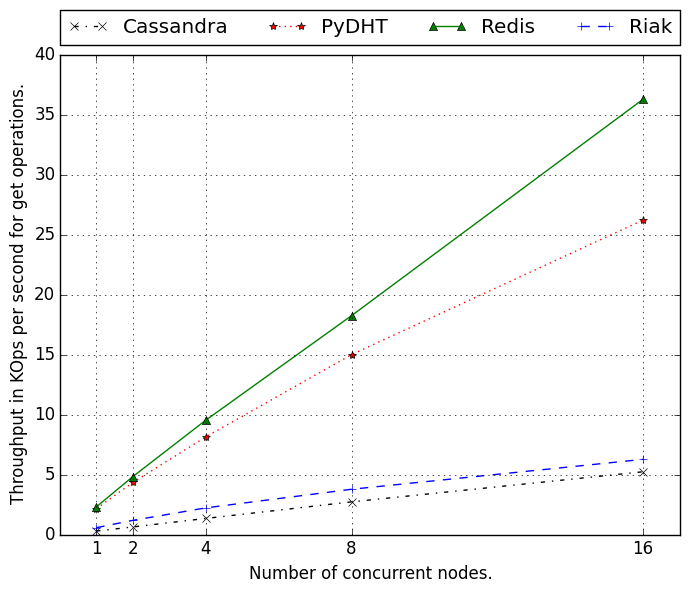 Cassandra PyDHT Redis Riak
40
35
30
25
20
15
10
5
0
Throughput in KOps per second for get operations.
1 2 4 8 16
Number of concurrent nodes.